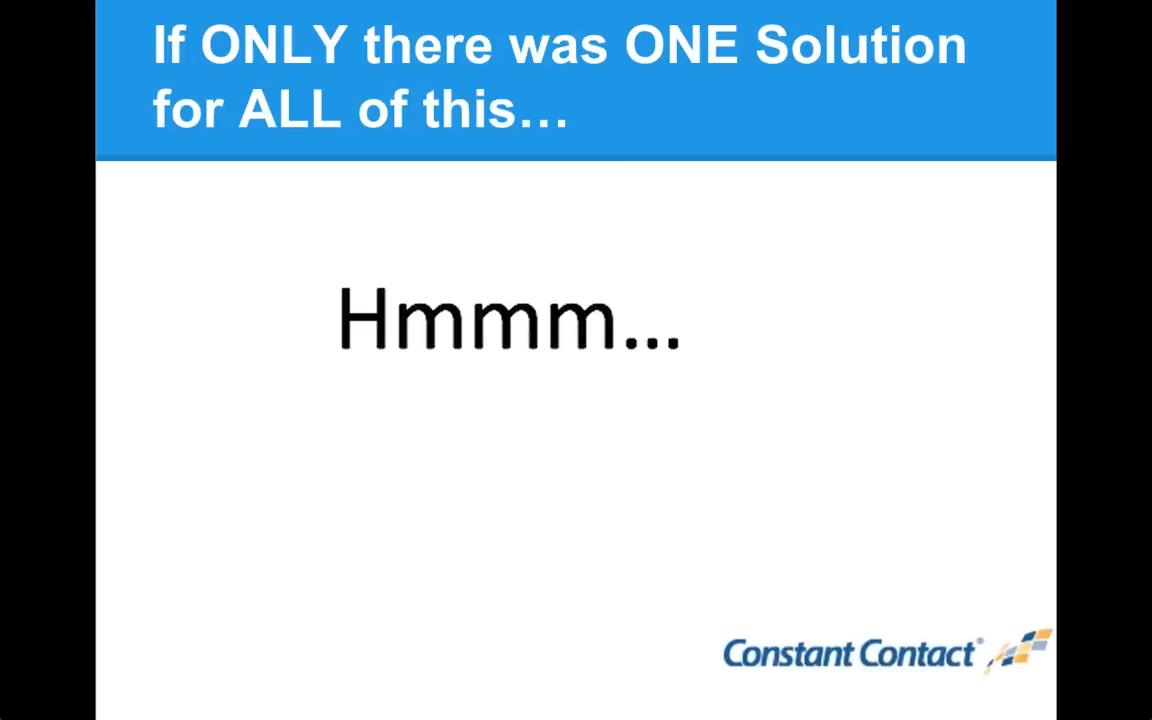 If ONLY there was ONE Solution
for ALL of this…
Hmmm...
Constant Contact®